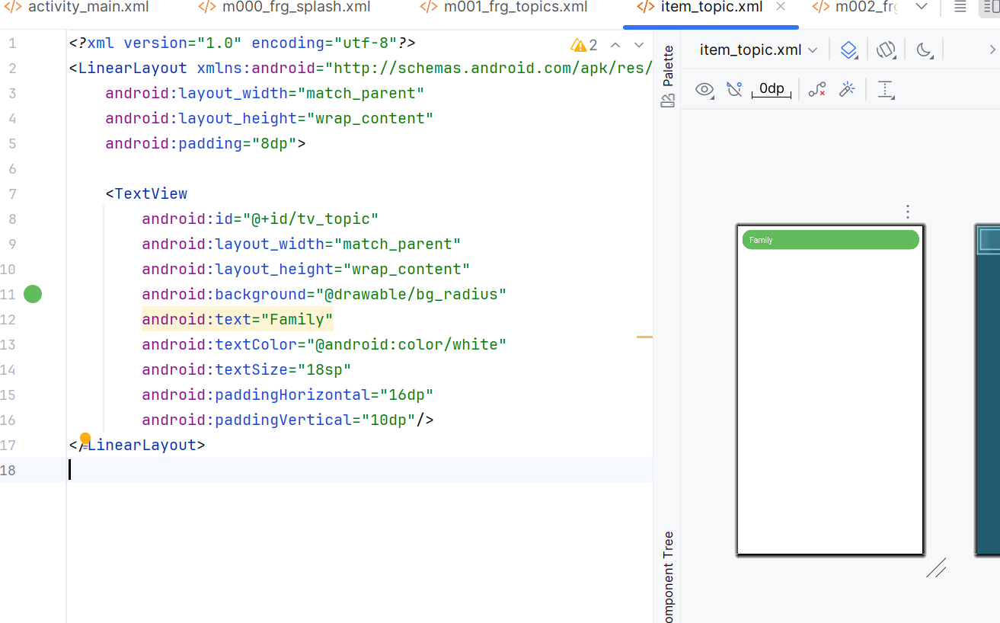 activity_main.xml
m000_frg_splash.xml
m001_frg_topics.xml
item_topic.xml
m002_frg
1 <?xml version="1.0" encoding="utf-8"?>
2
2 <LinearLayout xmlns:android="http://schemas.android.com/apk/res/
3 android:layout_width="match_parent"
4 android:layout_height="wrap_content"
5 android:padding="8dp">
6
7 <TextView
8 android:id="@+id/tv_topic"
9 android:layout_width="match_parent"
10 android:layout_height="wrap_content"
11 android:background="@drawable/bg_radius"
12 android:text="Family"
13 android:textColor="@android:color/white"
14 android:textSize="18sp"
15 android:paddingHorizontal="16dp"
16 android:paddingVertical="10dp"/>
17 </LinearLayout>
18
Palette
omponent Tree
item_topic.xml
0dp
Family